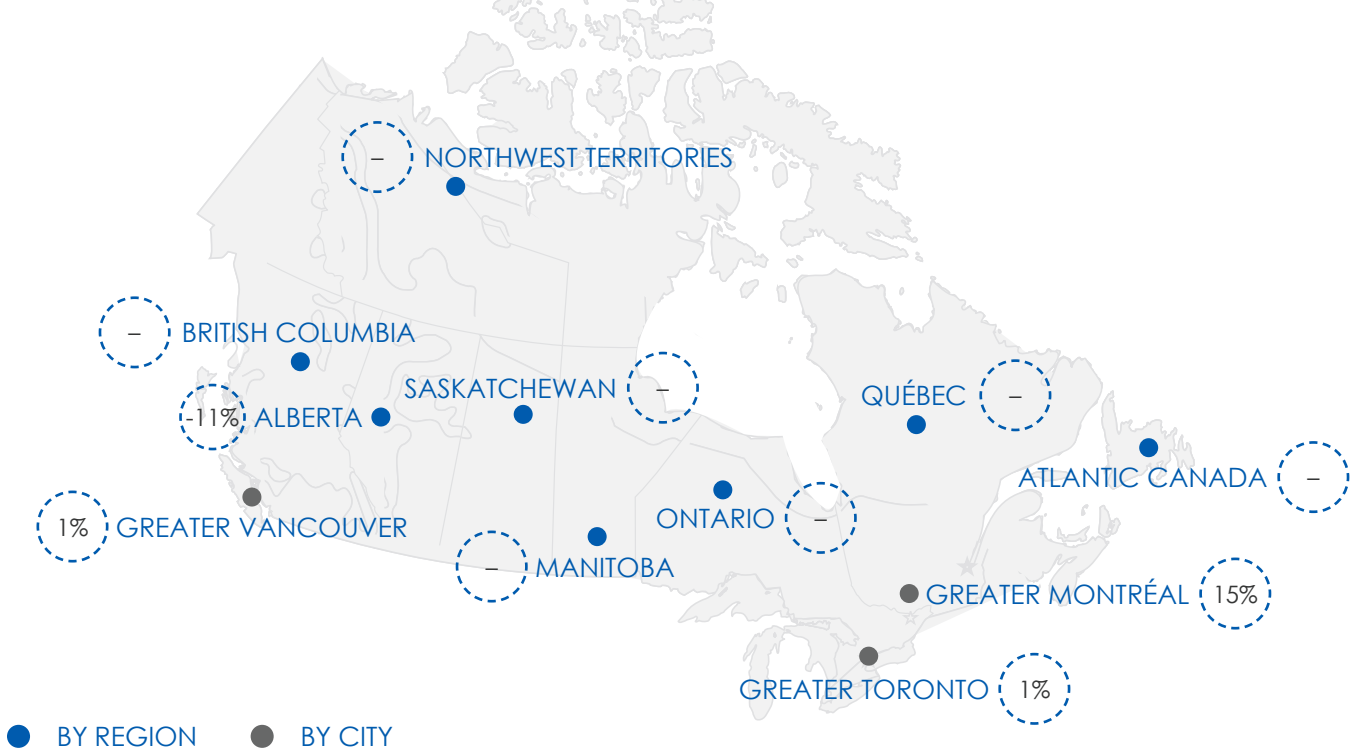 – NORTHWEST TERRITORIES
– BRITISH COLUMBIA
SASKATCHEWAN –
QUÉBEC –
-11% ALBERTA
ATLANTIC CANADA –
ONTARIO –
1% GREATER VANCOUVER
– MANITOBA
GREATER MONTRÉAL 15%
GREATER TORONTO 1%
BY REGION BY CITY